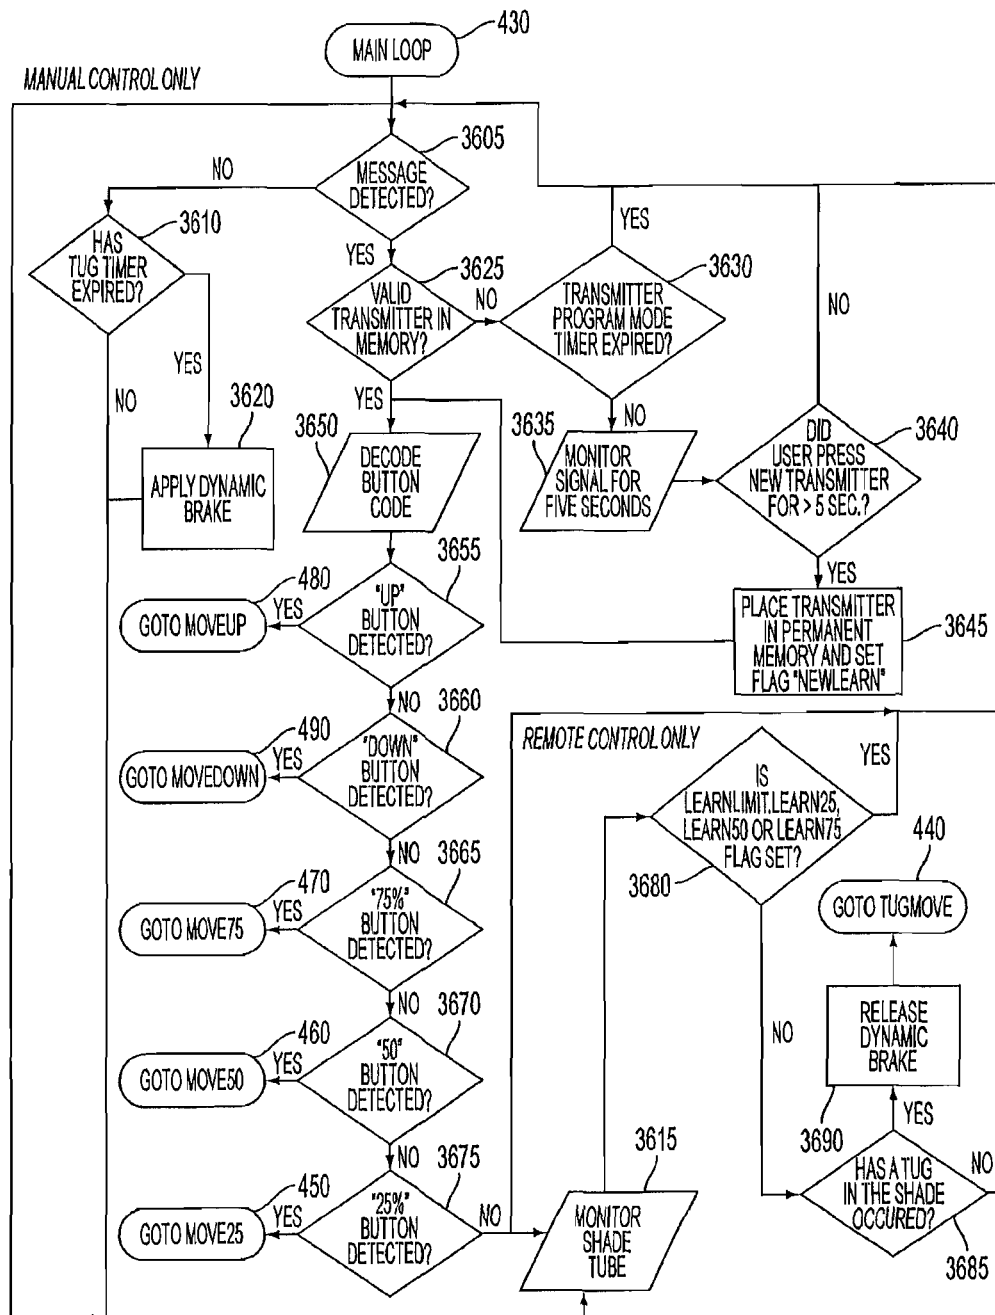 430
MAIN LOOP
MANUAL CONTROL ONLY
3605
MESSAGE
DETECTED?
NO
YES
3610
HAS
TUG TIMER
EXPIRED?
YES
NO
3620
APPLY DYNAMIC
BRAKE
3625
VALID
TRANSMITTER IN
MEMORY?
NO
YES
3630
TRANSMITTER
PROGRAM MODE
TIMER EXPIRED?
YES
NO
3635
MONITOR
SIGNAL FOR
FIVE SECONDS
3640
DID
USER PRESS
NEW TRANSMITTER
FOR > 5 SEC.?
NO
YES
PLACE TRANSMITTER
IN PERMANENT
MEMORY AND SET
FLAG "NEWLEARN"
3645
3650
DECODE
BUTTON
CODE
3655
"UP"
BUTTON
DETECTED?
YES
480
GOTO MOVEUP
NO
3660
"DOWN"
BUTTON
DETECTED?
YES
490
GOTO MOVEDOWN
NO
3665
"75%"
BUTTON
DETECTED?
YES
470
GOTO MOVE75
NO
3670
"50"
BUTTON
DETECTED?
YES
460
GOTO MOVE50
NO
3675
"25%"
BUTTON
DETECTED?
YES
450
GOTO MOVE25
NO
REMOTE CONTROL ONLY
3615
MONITOR
SHADE
TUBE
IS
LEARNLIMIT,LEARN25,
LEARN50 OR LEARN75
FLAG SET?
3680
YES
NO
440
GOTO TUGMOVE
RELEASE
DYNAMIC
BRAKE
3690
YES
HAS A TUG
IN THE SHADE
OCCURED?
NO
3685